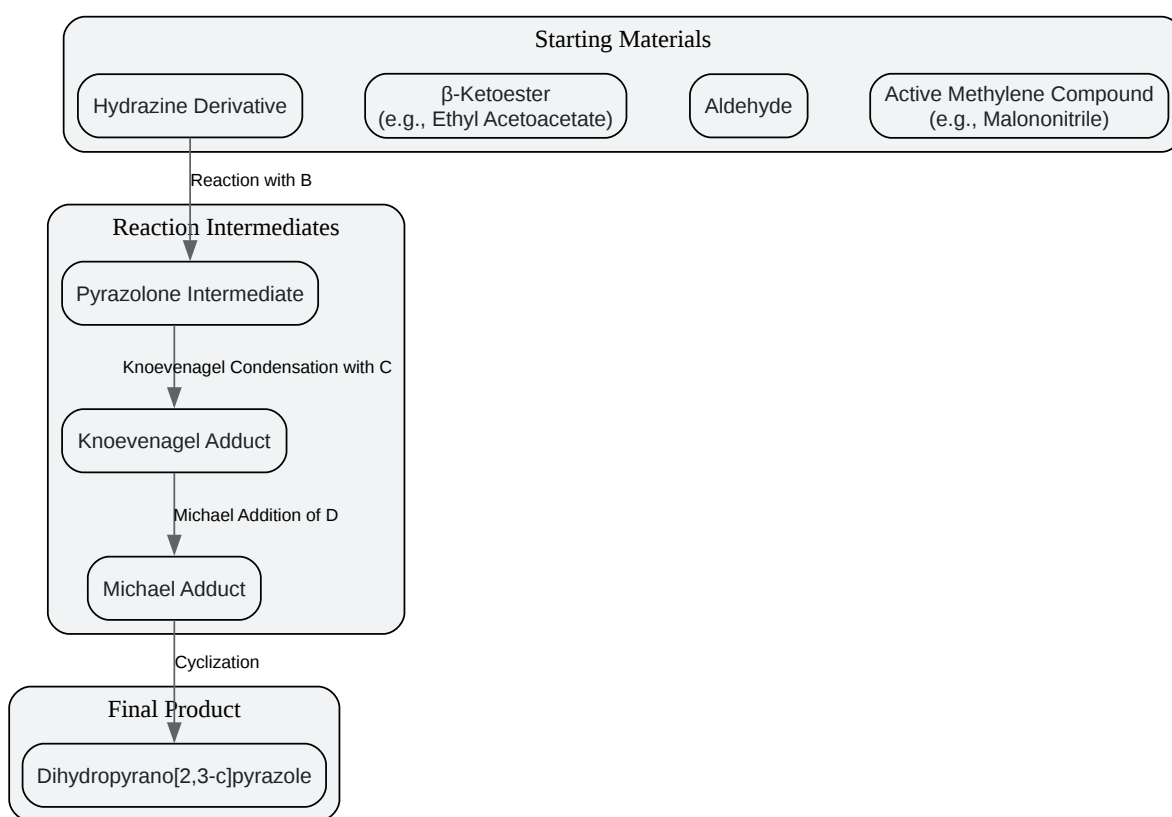 Starting Materials
Hydrazine Derivative
β-Ketoester
(e.g., Ethyl Acetoacetate)
Aldehyde
Active Methylene Compound
(e.g., Malononitrile)
Reaction with B
Reaction Intermediates
Pyrazolone Intermediate
Knoevenagel Condensation with C
Knoevenagel Adduct
Michael Addition of D
Michael Adduct
Cyclization
Final Product
Dihydropyrano[2,3-c]pyrazole